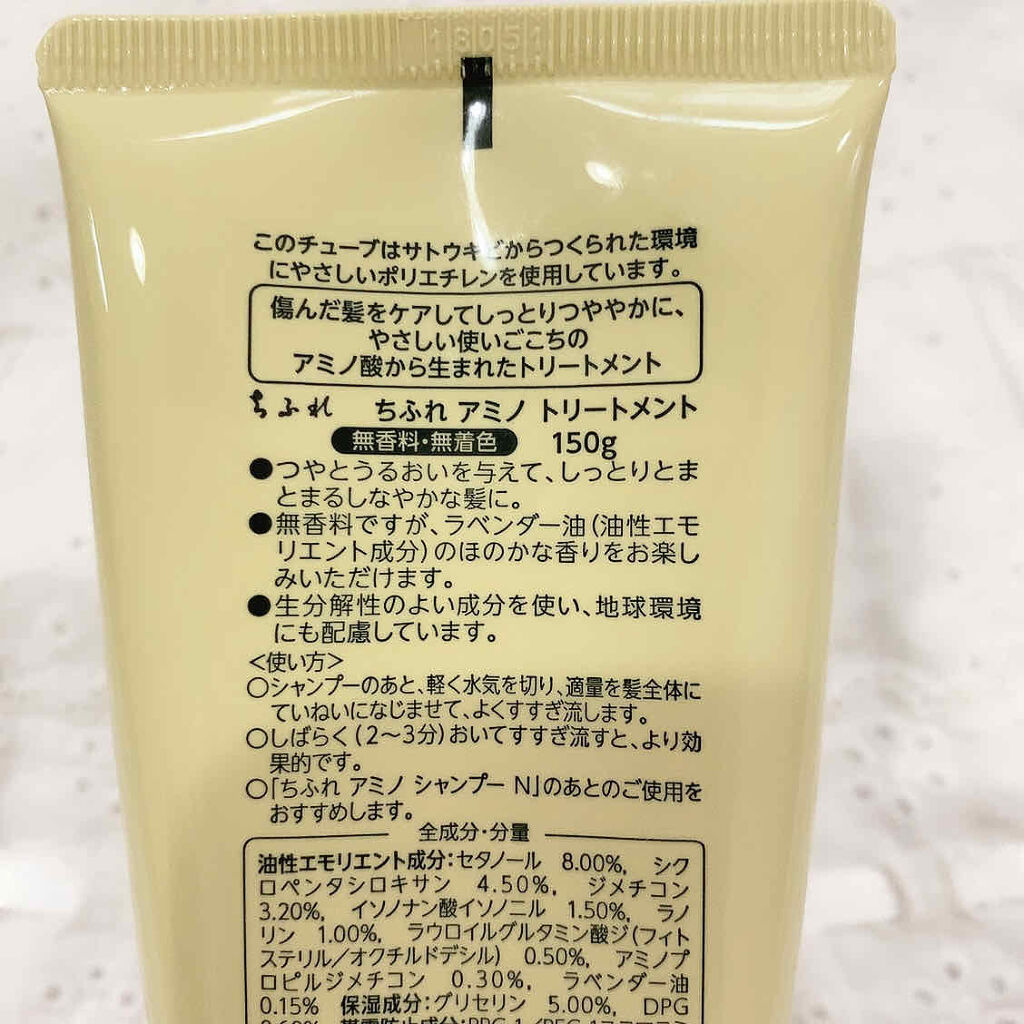 18051
このチューブはサトウキビからつくられた環境
にやさしいポリエチレンを使用しています。
傷んだ髪をケアしてしっとりつややかに、
やさしい使いごこちの
アミノ酸から生まれたトリートメント
ちふれ ちふれ アミノ トリートメント
無香料・無着色 150g
●つやとうるおいを与えて、しっとりとま
とまるしなやかな髪に。
●無香料ですが、ラベンダー油(油性エモ
リエント成分)のほのかな香りをお楽し
みいただけます。
●生分解性のよい成分を使い、地球環境
にも配慮しています。
<使い方>
○シャンプーのあと、軽く水気を切り、適量を髪全体に
ていねいになじませて、よくすすぎ流します。
○しばらく(2〜3分)おいてすすぎ流すと、より効
果的です。
○「ちふれ アミノ シャンプー N」のあとのご使用を
おすすめします。
全成分・分量
油性エモリエント成分:セタノール 8.00%, シク
ロペンタシロキサン 4.50%, ジメチコン
3.20%, イソノナン酸イソノニル 1.50%, ラノ
リン 1.00%, ラウロイルグルタミン酸ジ(フィト
ステリル/オクチルドデシル) 0.50%, アミノプ
ロピルジメチコン 0.30%, ラベンダー油
0.15% 保湿成分:グリセリン 5.00%, DPG